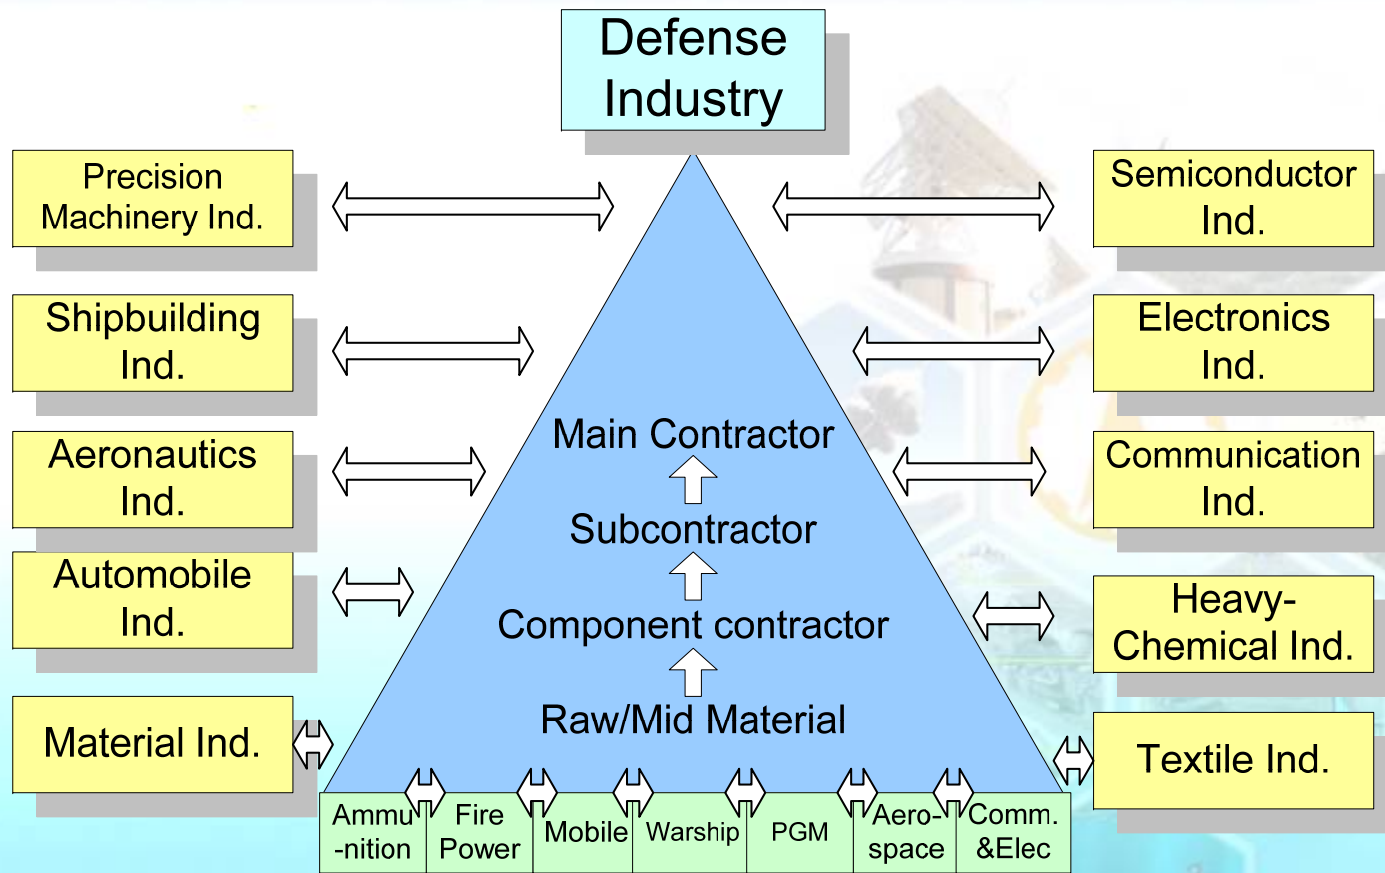 Defense
Industry
Precision
Machinery Ind.
Semiconductor
Ind.
Shipbuilding
Ind.
Electronics
Ind.
Aeronautics
Ind.
Communication
Ind.
Automobile
Ind.
Heavy-
Chemical Ind.
Material Ind.
Textile Ind.
Main Contractor
Subcontractor
Component contractor
Raw/Mid Material
Ammu
-nition
Fire
Power
Mobile
Warship
PGM
Aero-
space
Comm.
&Elec